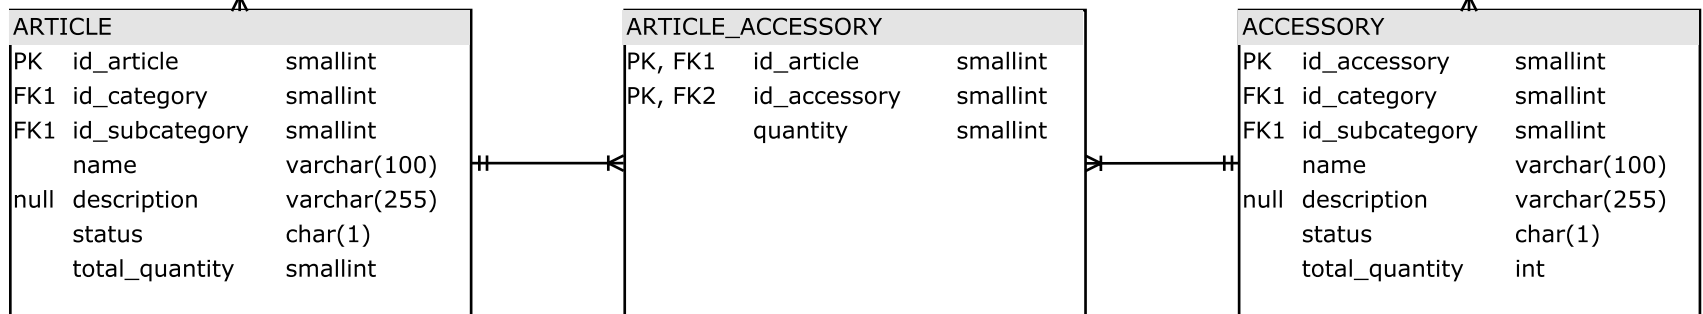 ARTICLE
PK id_article smallint
FK1 id_category smallint
FK1 id_subcategory smallint
name varchar(100)
null description varchar(255)
status char(1)
total_quantity smallint
ARTICLE_ACCESSORY
PK, FK1 id_article smallint
PK, FK2 id_accessory smallint
quantity smallint
ACCESSORY
PK id_accessory smallint
FK1 id_category smallint
FK1 id_subcategory smallint
name varchar(100)
null description varchar(255)
status char(1)
total_quantity int